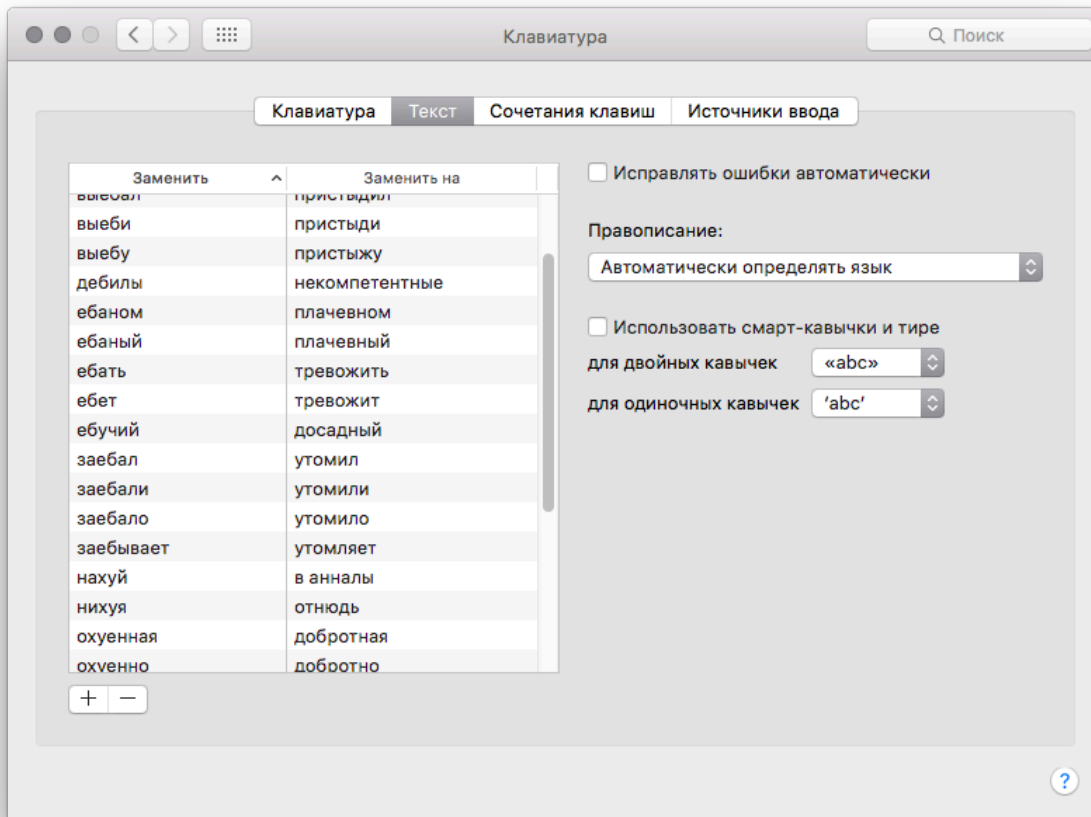 Клавиатура
Поиск
Клавиатура Текст Сочетания клавиш Источники ввода
Заменить Заменить на
выебал пристыдил
выеби пристыди
выебу пристыжу
дебилы некомпетентные
ебаном плачевном
ебаный плачевный
ебать тревожить
ебет тревожит
ебучий досадный
заебал утомил
заебали утомили
заебало утомило
заебывает утомляет
нахуй в анналы
нихуя отнюдь
охуенная добротная
охуенно добротно
+ −
Исправлять ошибки автоматически
Правописание:
Автоматически определять язык
Использовать смарт-кавычки и тире
для двойных кавычек «abc»
для одиночных кавычек ‘abc’
?